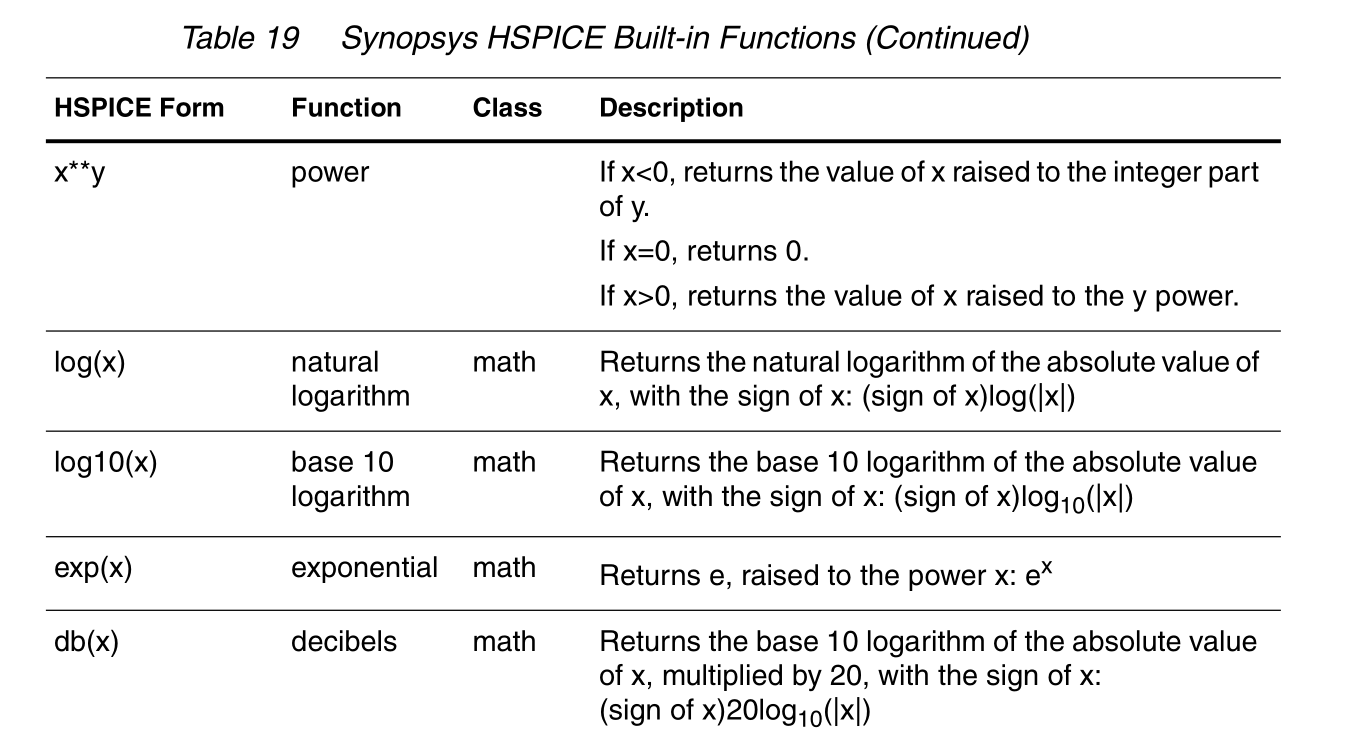 Table 19 Synopsys HSPICE Built-in Functions (Continued)
HSPICE Form Function Class Description
x**y power If x<0, returns the value of x raised to the integer part
of y.
If x=0, returns 0.
If x>0, returns the value of x raised to the y power.
log(x) natural math Returns the natural logarithm of the absolute value of
logarithm x, with the sign of x: (sign of x)log(|x|)
log10(x) base 10 math Returns the base 10 logarithm of the absolute value
logarithm of x, with the sign of x: (sign of x)log₁₀(|x|)
exp(x) exponential math Returns e, raised to the power x: eˣ
db(x) decibels math Returns the base 10 logarithm of the absolute value
of x, multiplied by 20, with the sign of x:
(sign of x)20log₁₀(|x|)